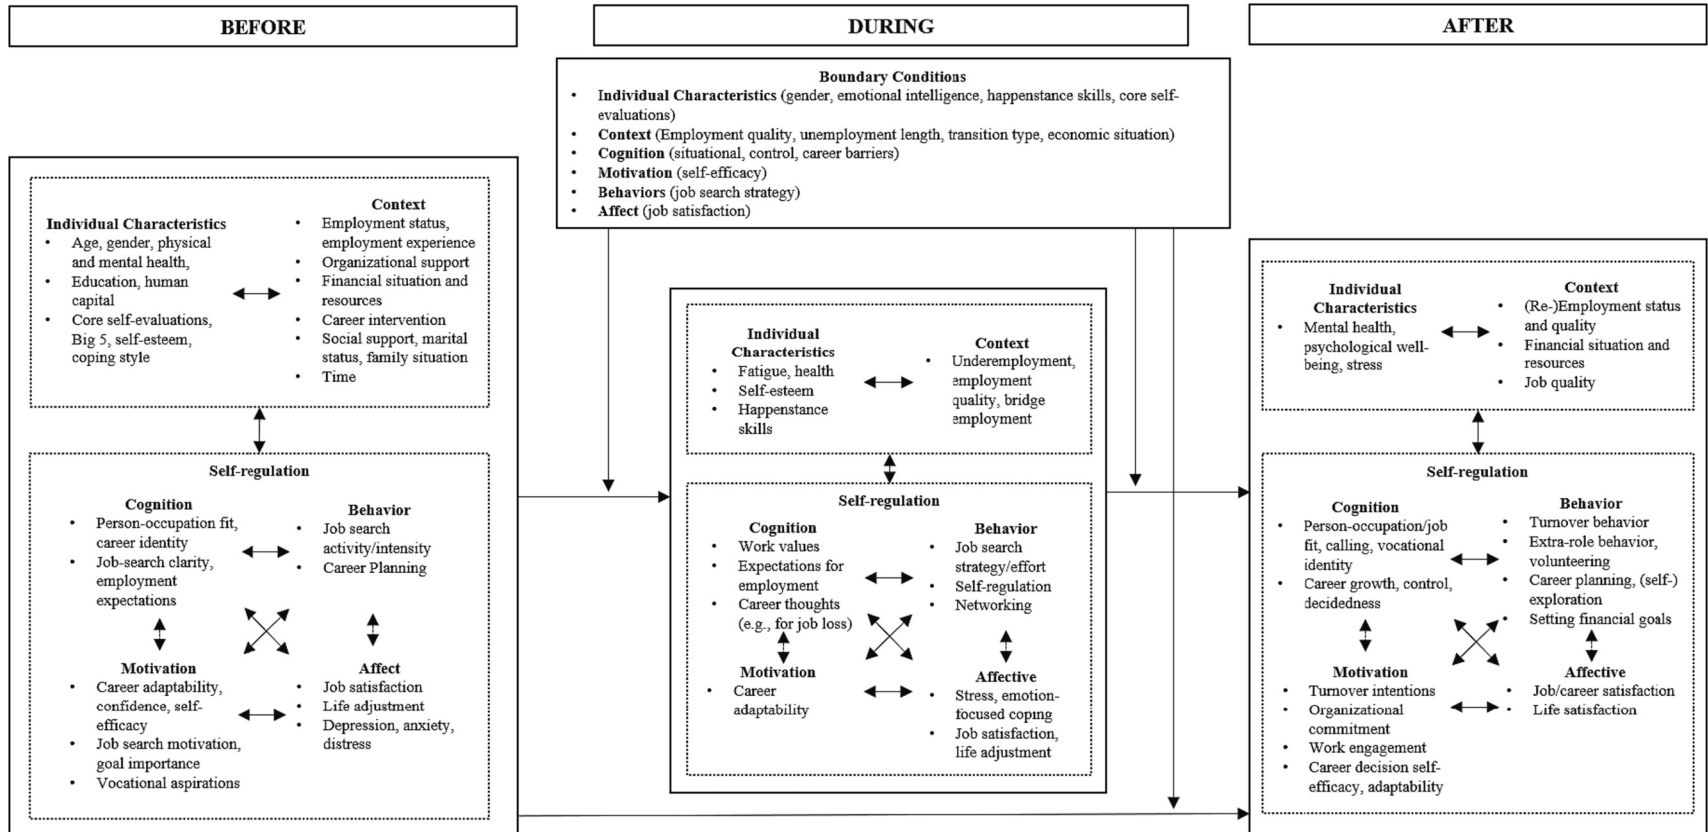 BEFORE
DURING
AFTER
Boundary Conditions
• Individual Characteristics (gender, emotional intelligence, happenstance skills, core self-
evaluations)
• Context (Employment quality, unemployment length, transition type, economic situation)
• Cognition (situational, control, career barriers)
• Motivation (self-efficacy)
• Behaviors (job search strategy)
• Affect (job satisfaction)
Individual Characteristics
• Age, gender, physical
and mental health,
• Education, human
capital
• Core self-evaluations,
Big 5, self-esteem,
coping style
Context
• Employment status,
employment experience
• Organizational support
• Financial situation and
resources
• Career intervention
• Social support, marital
status, family situation
• Time
Self-regulation
Cognition
• Person-occupation fit,
career identity
• Job-search clarity,
employment
expectations
Behavior
• Job search
activity/intensity
• Career Planning
Motivation
• Career adaptability,
confidence, self-
efficacy
• Job search motivation,
goal importance
• Vocational aspirations
Affect
• Job satisfaction
• Life adjustment
• Depression, anxiety,
distress
Individual
Characteristics
• Fatigue, health
• Self-esteem
• Happenstance
skills
Context
• Underemployment,
employment
quality, bridge
employment
Self-regulation
Cognition
• Work values
• Expectations for
employment
• Career thoughts
(e.g., for job loss)
Behavior
• Job search
strategy/effort
• Self-regulation
• Networking
Motivation
• Career
adaptability
Affective
• Stress, emotion-
focused coping
• Job satisfaction,
life adjustment
Individual
Characteristics
• Mental health,
psychological well-
being, stress
Context
• (Re-)Employment status
and quality
• Financial situation and
resources
• Job quality
Self-regulation
Cognition
• Person-occupation/job
fit, calling, vocational
identity
• Career growth, control,
decidedness
Behavior
• Turnover behavior
• Extra-role behavior,
volunteering
• Career planning, (self-)
exploration
• Setting financial goals
Motivation
• Turnover intentions
• Organizational
commitment
• Work engagement
• Career decision self-
efficacy, adaptability
Affective
• Job/career satisfaction
• Life satisfaction